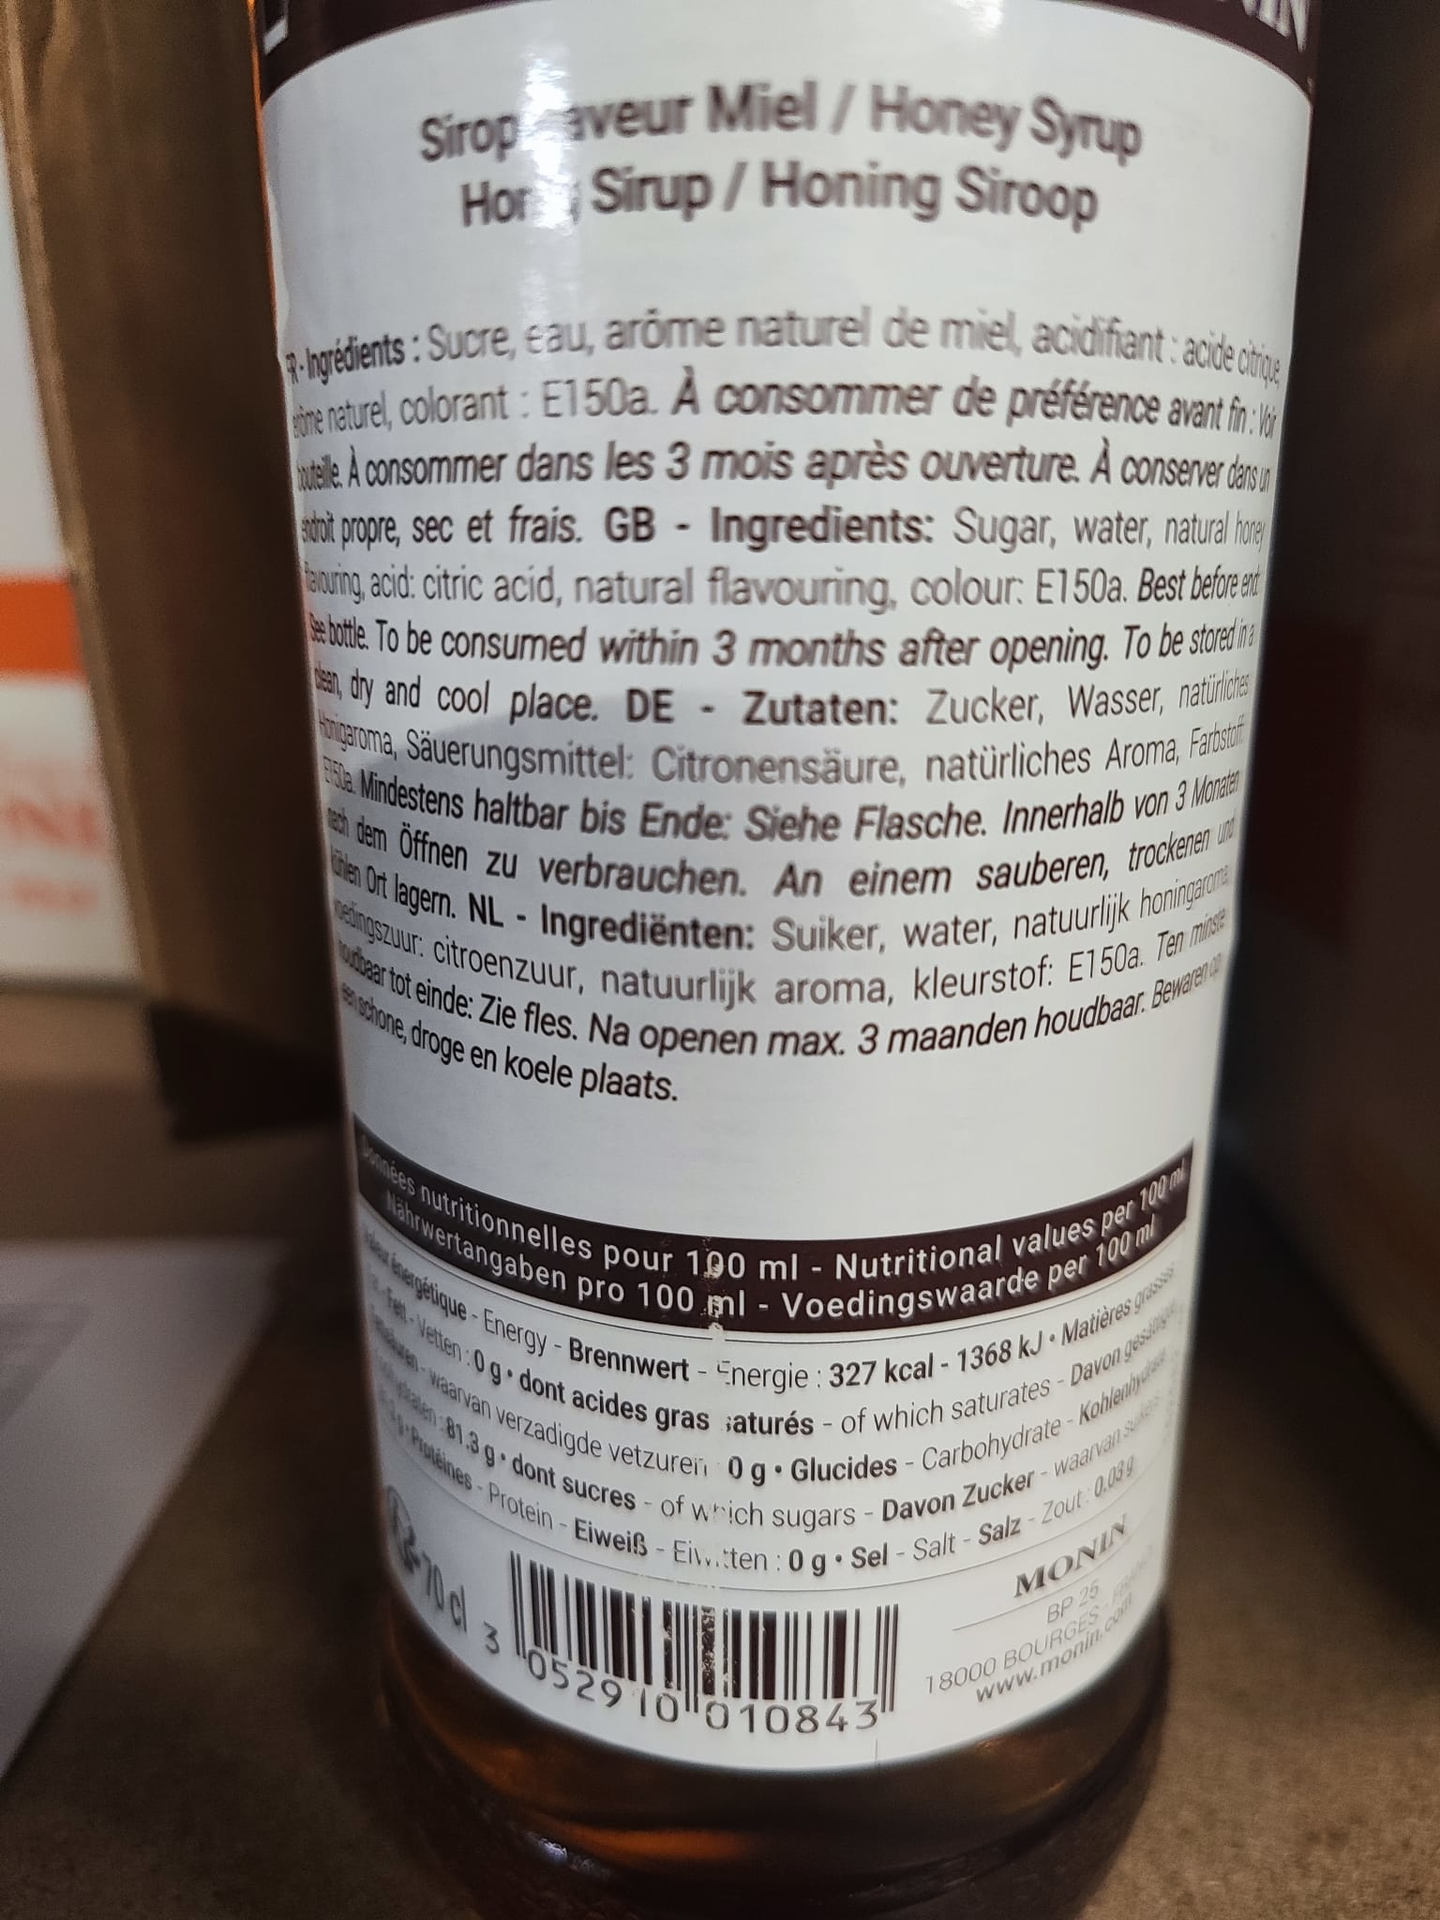 Miel / Honey Syrup
Sirup / Honing Siroop
Ingrédients : Sucre, eau, arôme naturel de miel, acidifiant : acide citrique,
arôme naturel, colorant : E150a. À consommer de préférence avant fin : Voir
bouteille. À consommer dans les 3 mois après ouverture. À conserver dans un
endroit propre, sec et frais. GB - Ingredients: Sugar, water, natural honey
flavouring, acid: citric acid, natural flavouring, colour: E150a. Best before end:
See bottle. To be consumed within 3 months after opening. To be stored in a
clean, dry and cool place. DE - Zutaten: Zucker, Wasser, natürliches
Honigaroma, Säuerungsmittel: Citronensäure, natürliches Aroma, Farbstoff:
E150a. Mindestens haltbar bis Ende: Siehe Flasche. Innerhalb von 3 Monaten
nach dem Öffnen zu verbrauchen. An einem sauberen, trockenen und
kühlen Ort lagern. NL - Ingrediënten: Suiker, water, natuurlijk honingaroma,
voedingszuur: citroenzuur, natuurlijk aroma, kleurstof: E150a. Ten minste
houdbaar tot einde: Zie fles. Na openen max. 3 maanden houdbaar. Bewaren op
een schone, droge en koele plaats.
Données nutritionnelles pour 100 ml - Nutritional values per 100 ml
Nährwertangaben pro 100 ml - Voedingswaarde per 100 ml
Valeur énergétique - Energy - Brennwert - Energie : 327 kcal - 1368 kJ • Matières grasses
Fett - Vetten : 0 g • dont acides gras saturés - of which saturates - Davon gesättigte
waarvan verzadigde vetzuren 0 g • Glucides - Carbohydrate - Kohlenhydrate
81.3 g • dont sucres - of which sugars - Davon Zucker - waarvan suikers
Protéines - Protein - Eiweiß - Eiwitten : 0 g • Sel - Salt - Salz - Zout : 0.03 g
70 cl
MONIN
BP 25
18000 BOURGES - FRANCE
www.monin.com
3 052910 010843